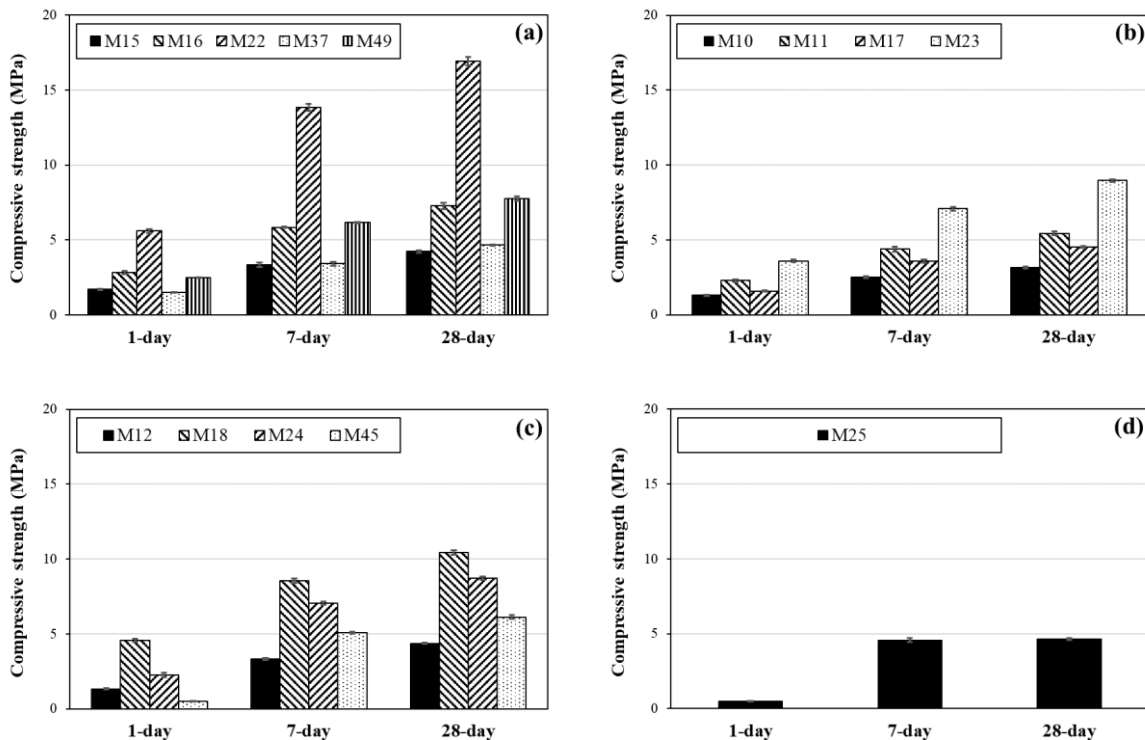 (a)
M15 M16 M22 M37 M49
Compressive strength (MPa)
20
15
10
5
0
1-day 7-day 28-day
(b)
M10 M11 M17 M23
Compressive strength (MPa)
20
15
10
5
0
1-day 7-day 28-day
(c)
M12 M18 M24 M45
Compressive strength (MPa)
20
15
10
5
0
1-day 7-day 28-day
(d)
M25
Compressive strength (MPa)
20
15
10
5
0
1-day 7-day 28-day